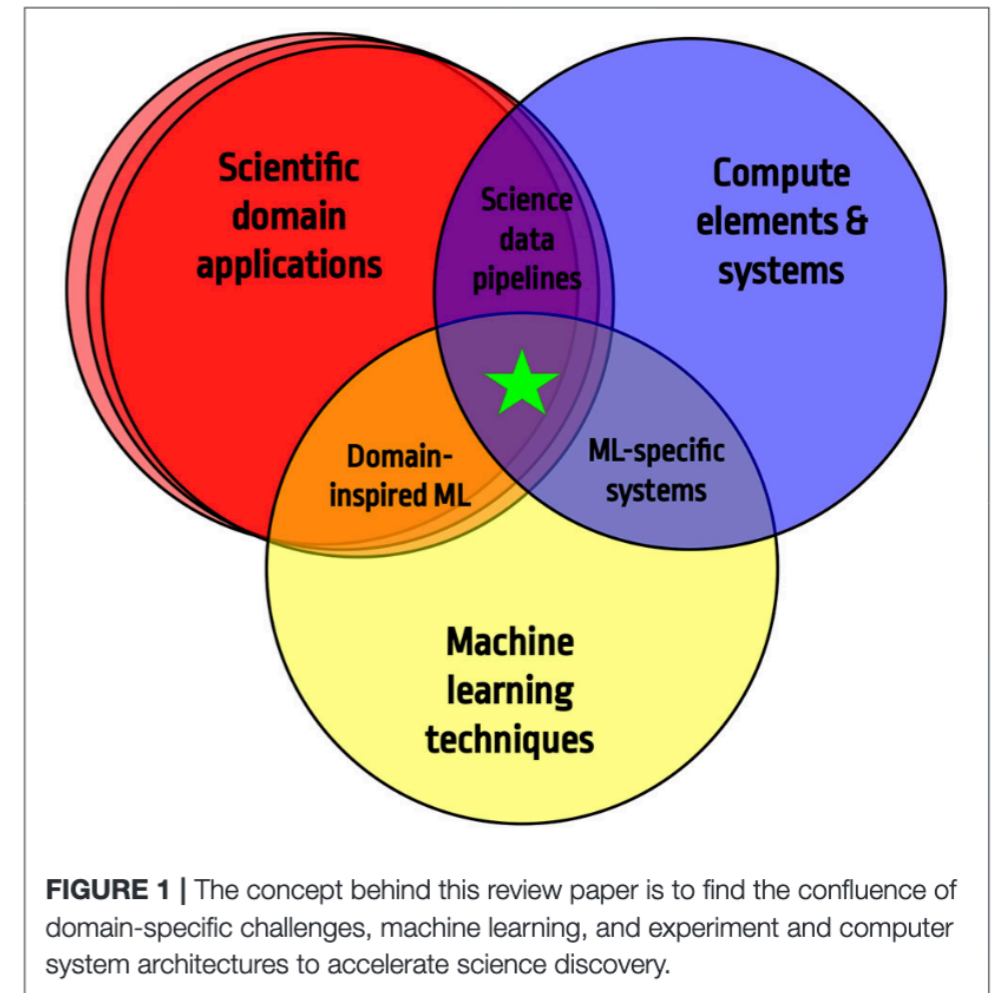 Scientific
domain
applications
Compute
elements &
systems
Science
data
pipelines
Domain-
inspired ML
ML-specific
systems
Machine
learning
techniques
FIGURE 1 | The concept behind this review paper is to find the confluence of
domain-specific challenges, machine learning, and experiment and computer
system architectures to accelerate science discovery.